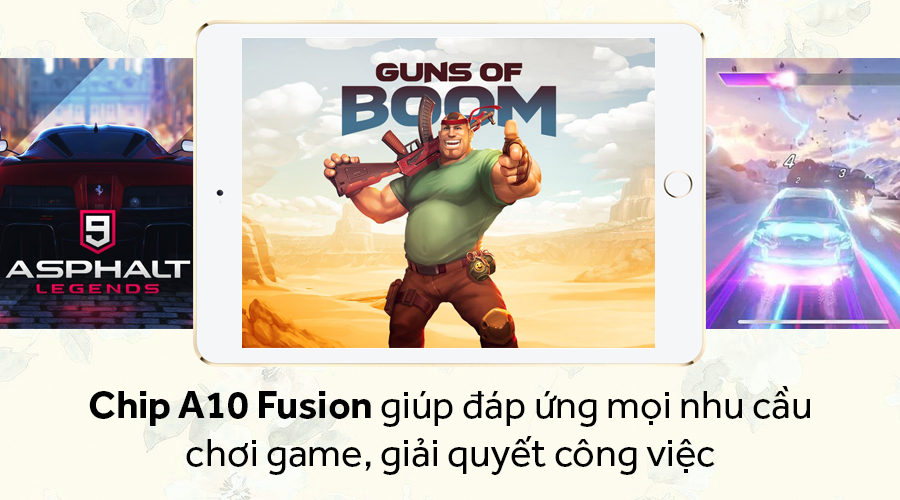 GUNS OF
BOOM
9
ASPHALT
LEGENDS
4
3
2
Chip A10 Fusion giúp đáp ứng mọi nhu cầu
chơi game, giải quyết công việc